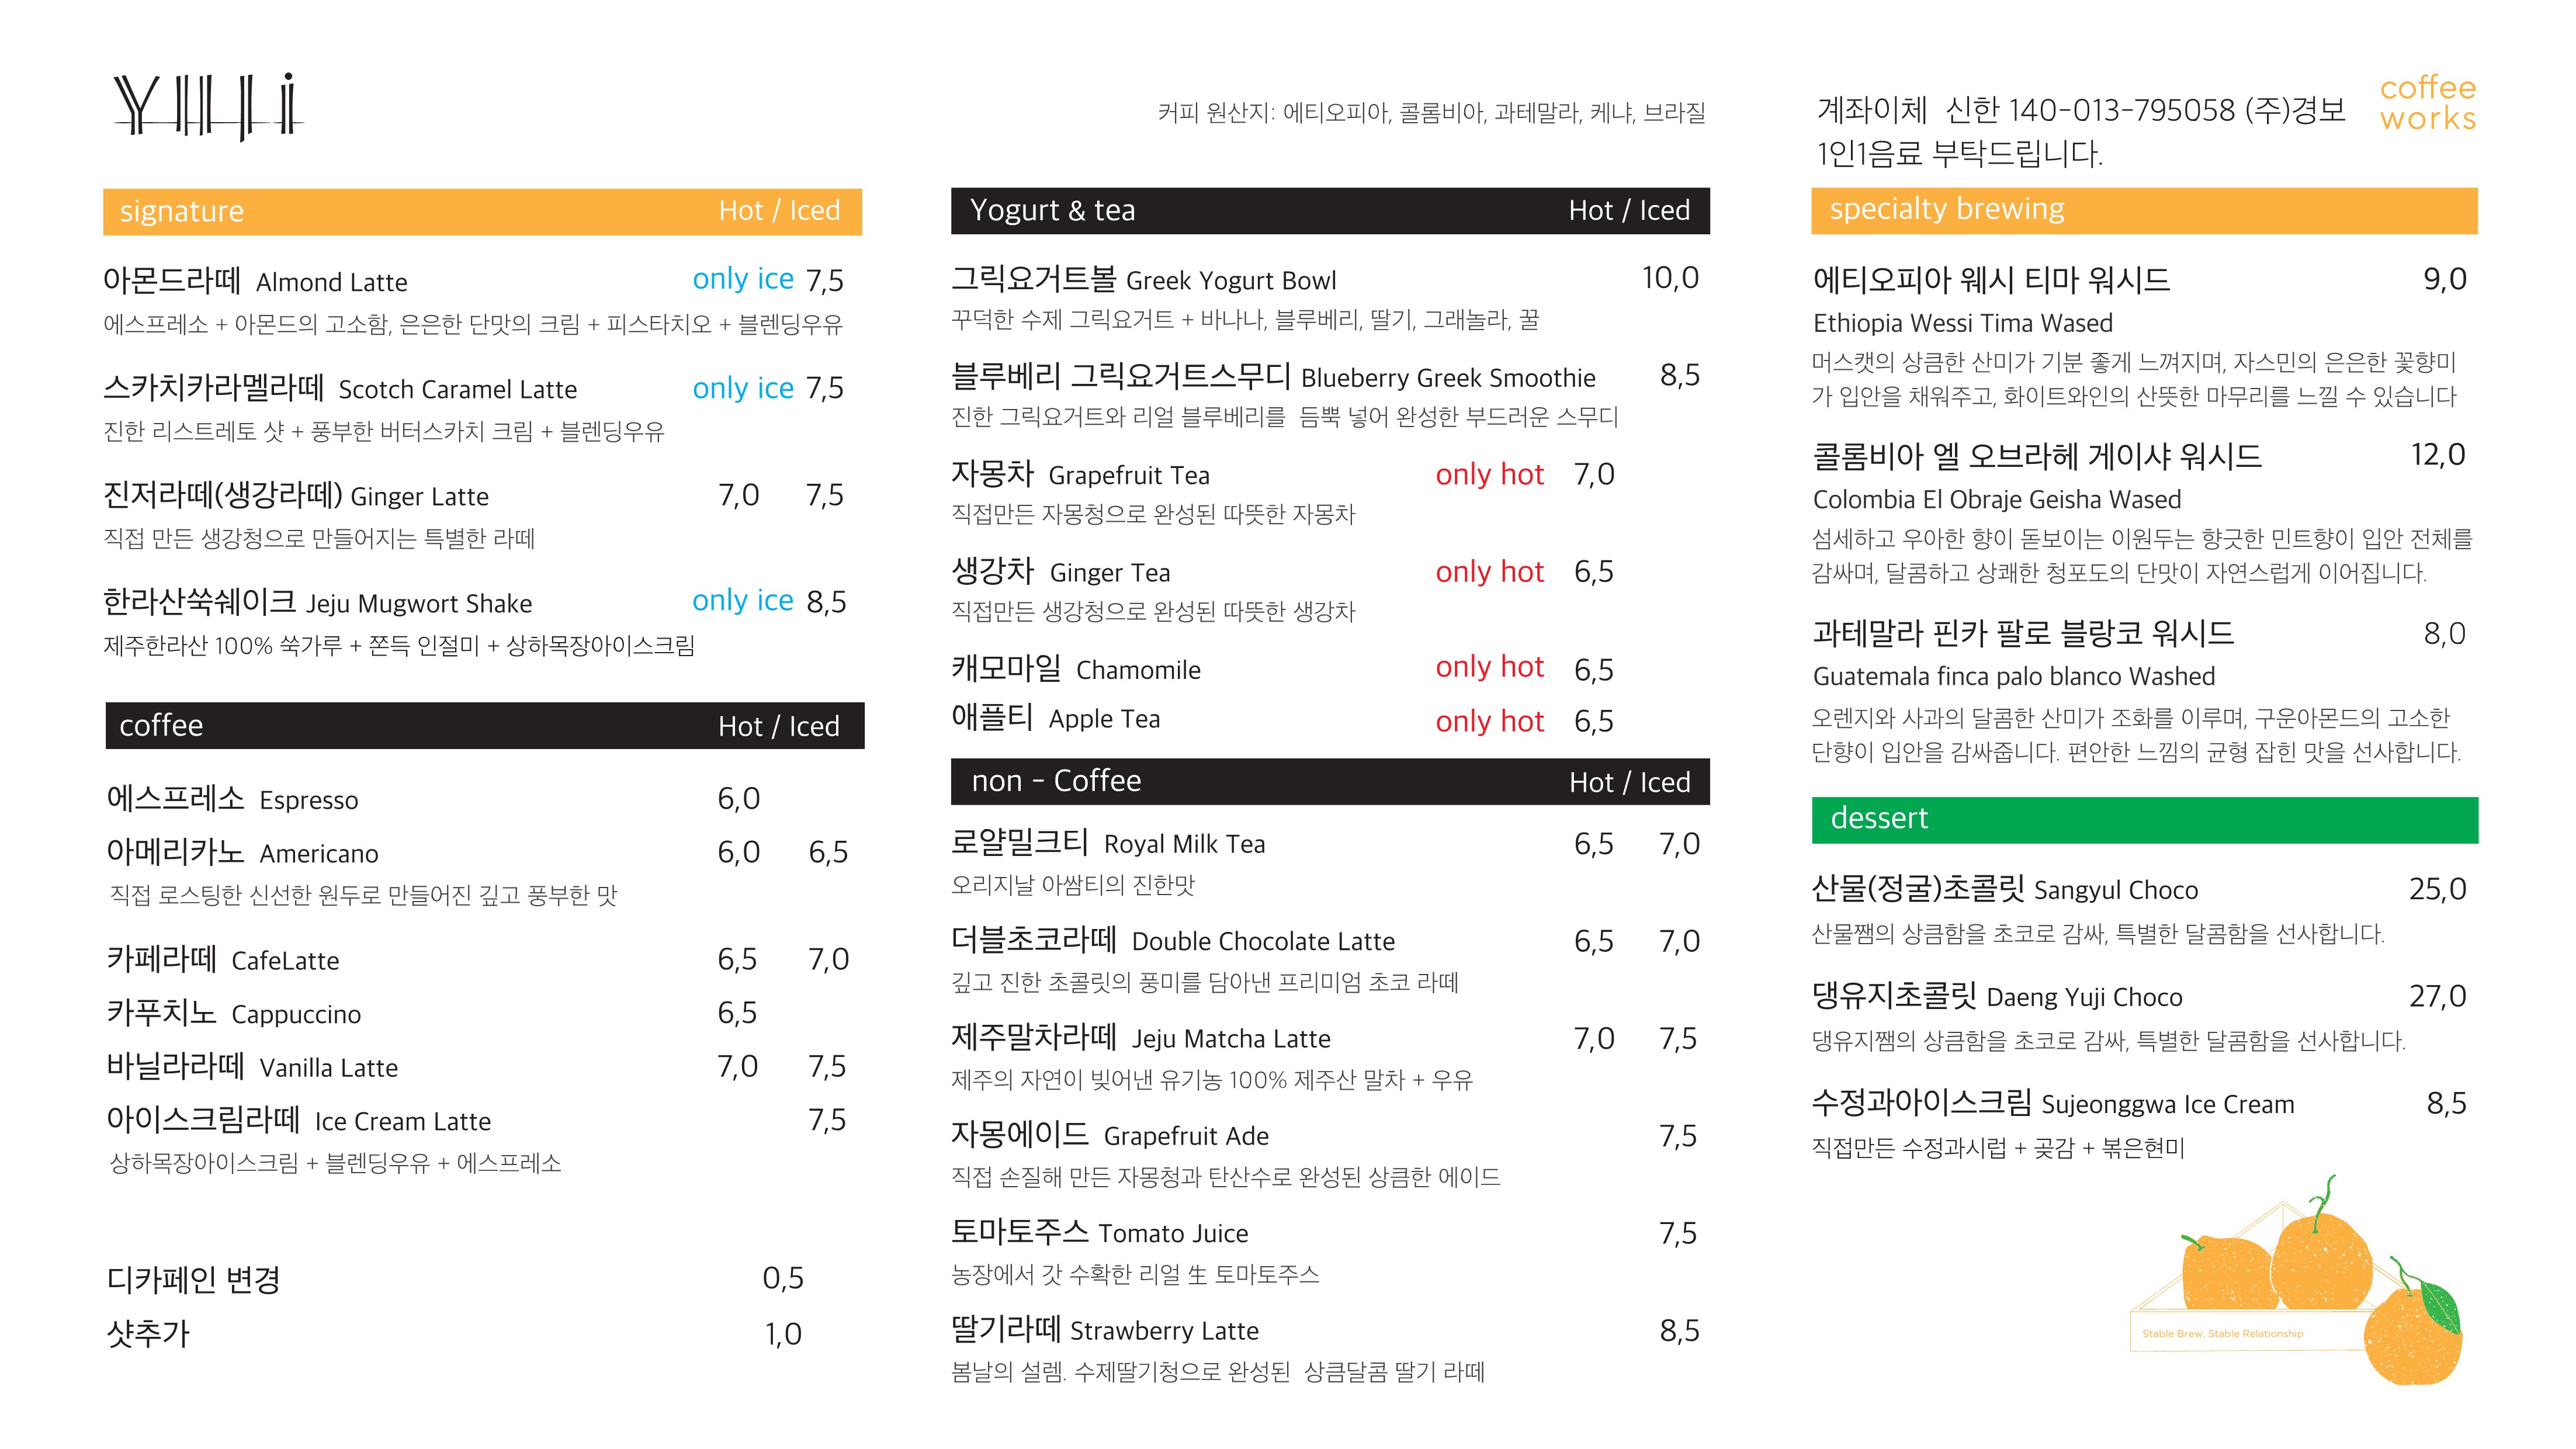 Yllli
커피 원산지: 에티오피아, 콜롬비아, 과테말라, 케냐, 브라질
계좌이체 신한 140-013-795058 (주)경보
1인1음료 부탁드립니다.
coffee
works
signature Hot / Iced
아몬드라떼 Almond Latte only ice 7,5
에스프레소 + 아몬드의 고소함, 은은한 단맛의 크림 + 피스타치오 + 블렌딩우유
스카치카라멜라떼 Scotch Caramel Latte only ice 7,5
진한 리스트레토 샷 + 풍부한 버터스카치 크림 + 블렌딩우유
진저라떼(생강라떼) Ginger Latte 7,0 7,5
직접 만든 생강청으로 만들어지는 특별한 라떼
한라산쑥쉐이크 Jeju Mugwort Shake only ice 8,5
제주한라산 100% 쑥가루 + 쫀득 인절미 + 상하목장아이스크림
coffee Hot / Iced
에스프레소 Espresso 6,0
아메리카노 Americano 6,0 6,5
직접 로스팅한 신선한 원두로 만들어진 깊고 풍부한 맛
카페라떼 CafeLatte 6,5 7,0
카푸치노 Cappuccino 6,5
바닐라라떼 Vanilla Latte 7,0 7,5
아이스크림라떼 Ice Cream Latte 7,5
상하목장아이스크림 + 블렌딩우유 + 에스프레소
디카페인 변경 0,5
샷추가 1,0
Yogurt & tea Hot / Iced
그릭요거트볼 Greek Yogurt Bowl 10,0
꾸덕한 수제 그릭요거트 + 바나나, 블루베리, 딸기, 그래놀라, 꿀
블루베리 그릭요거트스무디 Blueberry Greek Smoothie 8,5
진한 그릭요거트와 리얼 블루베리를 듬뿍 넣어 완성한 부드러운 스무디
자몽차 Grapefruit Tea only hot 7,0
직접만든 자몽청으로 완성된 따뜻한 자몽차
생강차 Ginger Tea only hot 6,5
직접만든 생강청으로 완성된 따뜻한 생강차
캐모마일 Chamomile only hot 6,5
애플티 Apple Tea only hot 6,5
non - Coffee Hot / Iced
로얄밀크티 Royal Milk Tea 6,5 7,0
오리지날 아쌈티의 진한맛
더블초코라떼 Double Chocolate Latte 6,5 7,0
깊고 진한 초콜릿의 풍미를 담아낸 프리미엄 초코 라떼
제주말차라떼 Jeju Matcha Latte 7,0 7,5
제주의 자연이 빚어낸 유기농 100% 제주산 말차 + 우유
자몽에이드 Grapefruit Ade 7,5
직접 손질해 만든 자몽청과 탄산수로 완성된 상큼한 에이드
토마토주스 Tomato Juice 7,5
농장에서 갓 수확한 리얼 生 토마토주스
딸기라떼 Strawberry Latte 8,5
봄날의 설렘. 수제딸기청으로 완성된 상큼달콤 딸기 라떼
specialty brewing
에티오피아 웨시 티마 워시드 9,0
Ethiopia Wessi Tima Wased
머스캣의 상큼한 산미가 기분 좋게 느껴지며, 자스민의 은은한 꽃향미
가 입안을 채워주고, 화이트와인의 산뜻한 마무리를 느낄 수 있습니다
콜롬비아 엘 오브라헤 게이샤 워시드 12,0
Colombia El Obraje Geisha Wased
섬세하고 우아한 향이 돋보이는 이원두는 향긋한 민트향이 입안 전체를
감싸며, 달콤하고 상쾌한 청포도의 단맛이 자연스럽게 이어집니다.
과테말라 핀카 팔로 블랑코 워시드 8,0
Guatemala finca palo blanco Washed
오렌지와 사과의 달콤한 산미가 조화를 이루며, 구운아몬드의 고소한
단향이 입안을 감싸줍니다. 편안한 느낌의 균형 잡힌 맛을 선사합니다.
dessert
산물(정굴)초콜릿 Sangyul Choco 25,0
산물쨈의 상큼함을 초코로 감싸, 특별한 달콤함을 선사합니다.
댕유지초콜릿 Daeng Yuji Choco 27,0
댕유지쨈의 상큼함을 초코로 감싸, 특별한 달콤함을 선사합니다.
수정과아이스크림 Sujeonggwa Ice Cream 8,5
직접만든 수정과시럽 + 곶감 + 볶은현미
Stable Brew, Stable Relationship